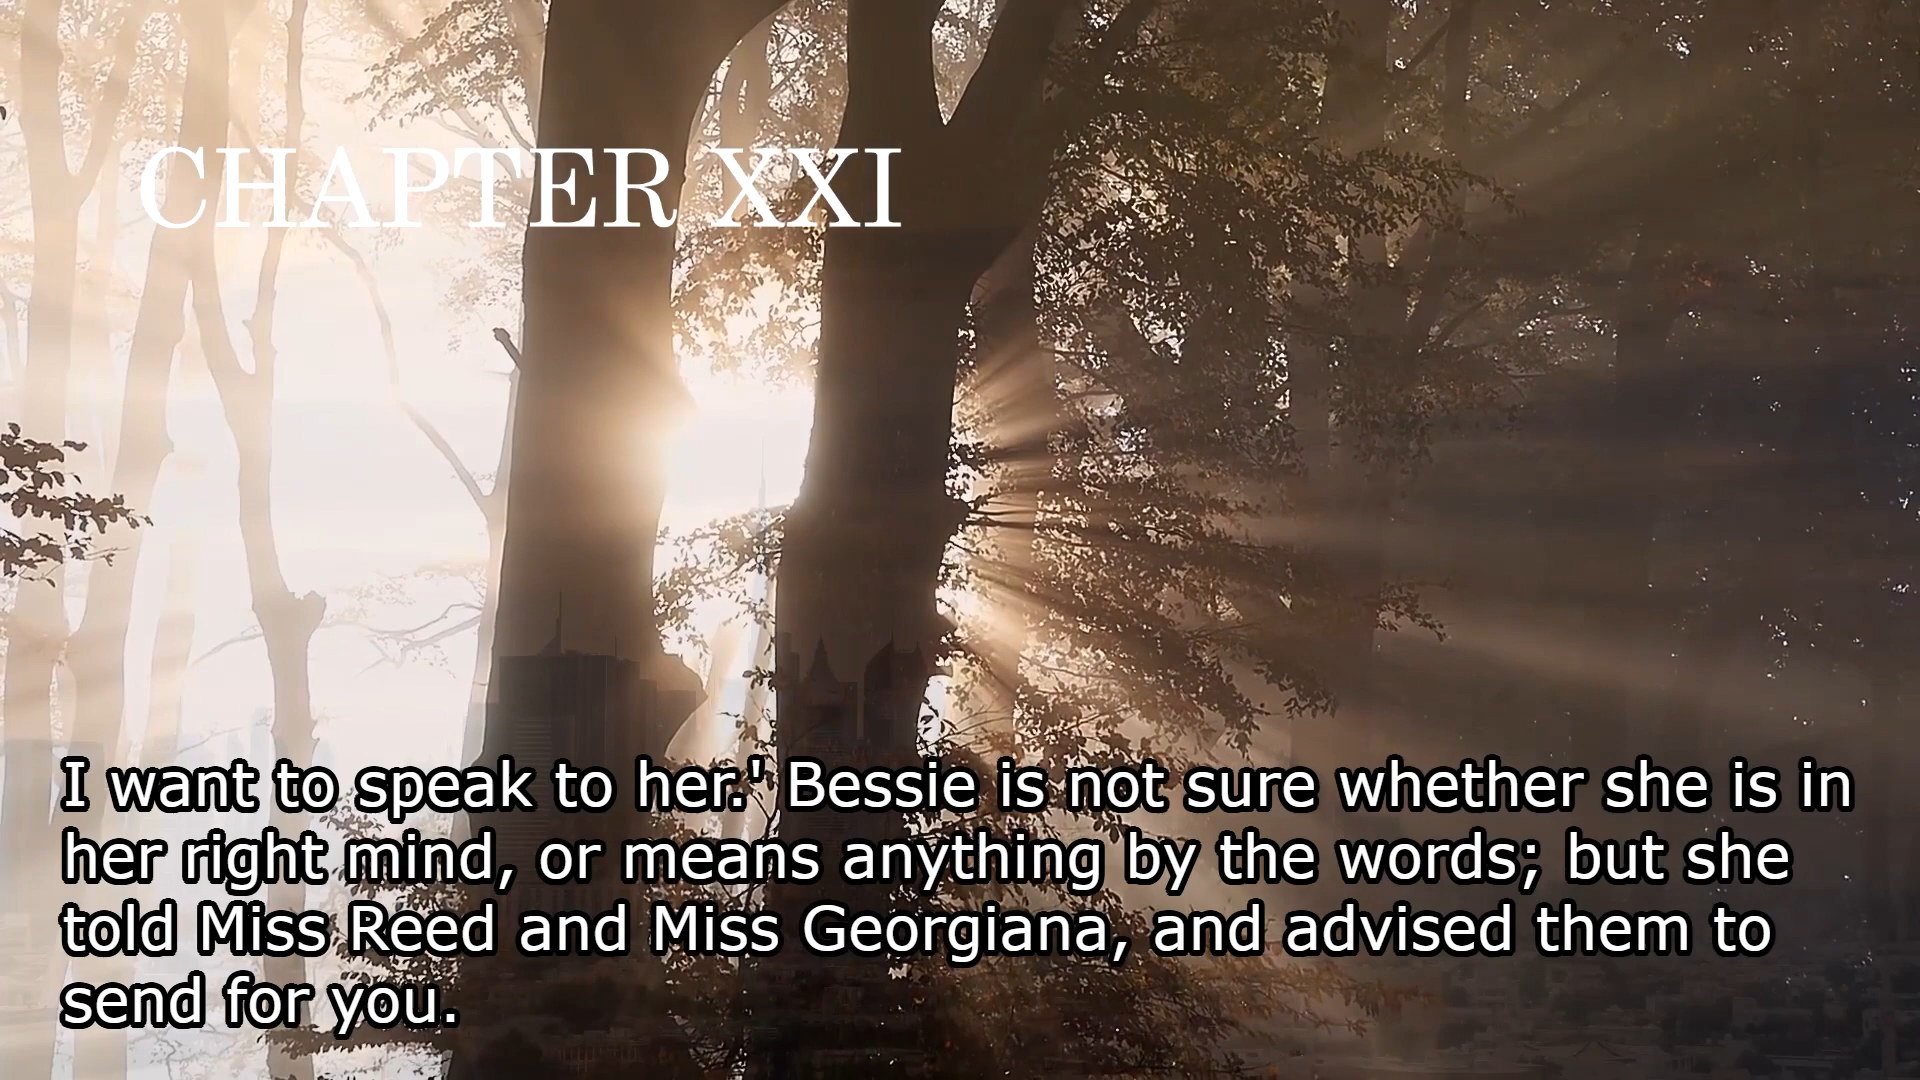 CHAPTER XXI
I want to speak to her.' Bessie is not sure whether she is in
her right mind, or means anything by the words; but she
told Miss Reed and Miss Georgiana, and advised them to
send for you.